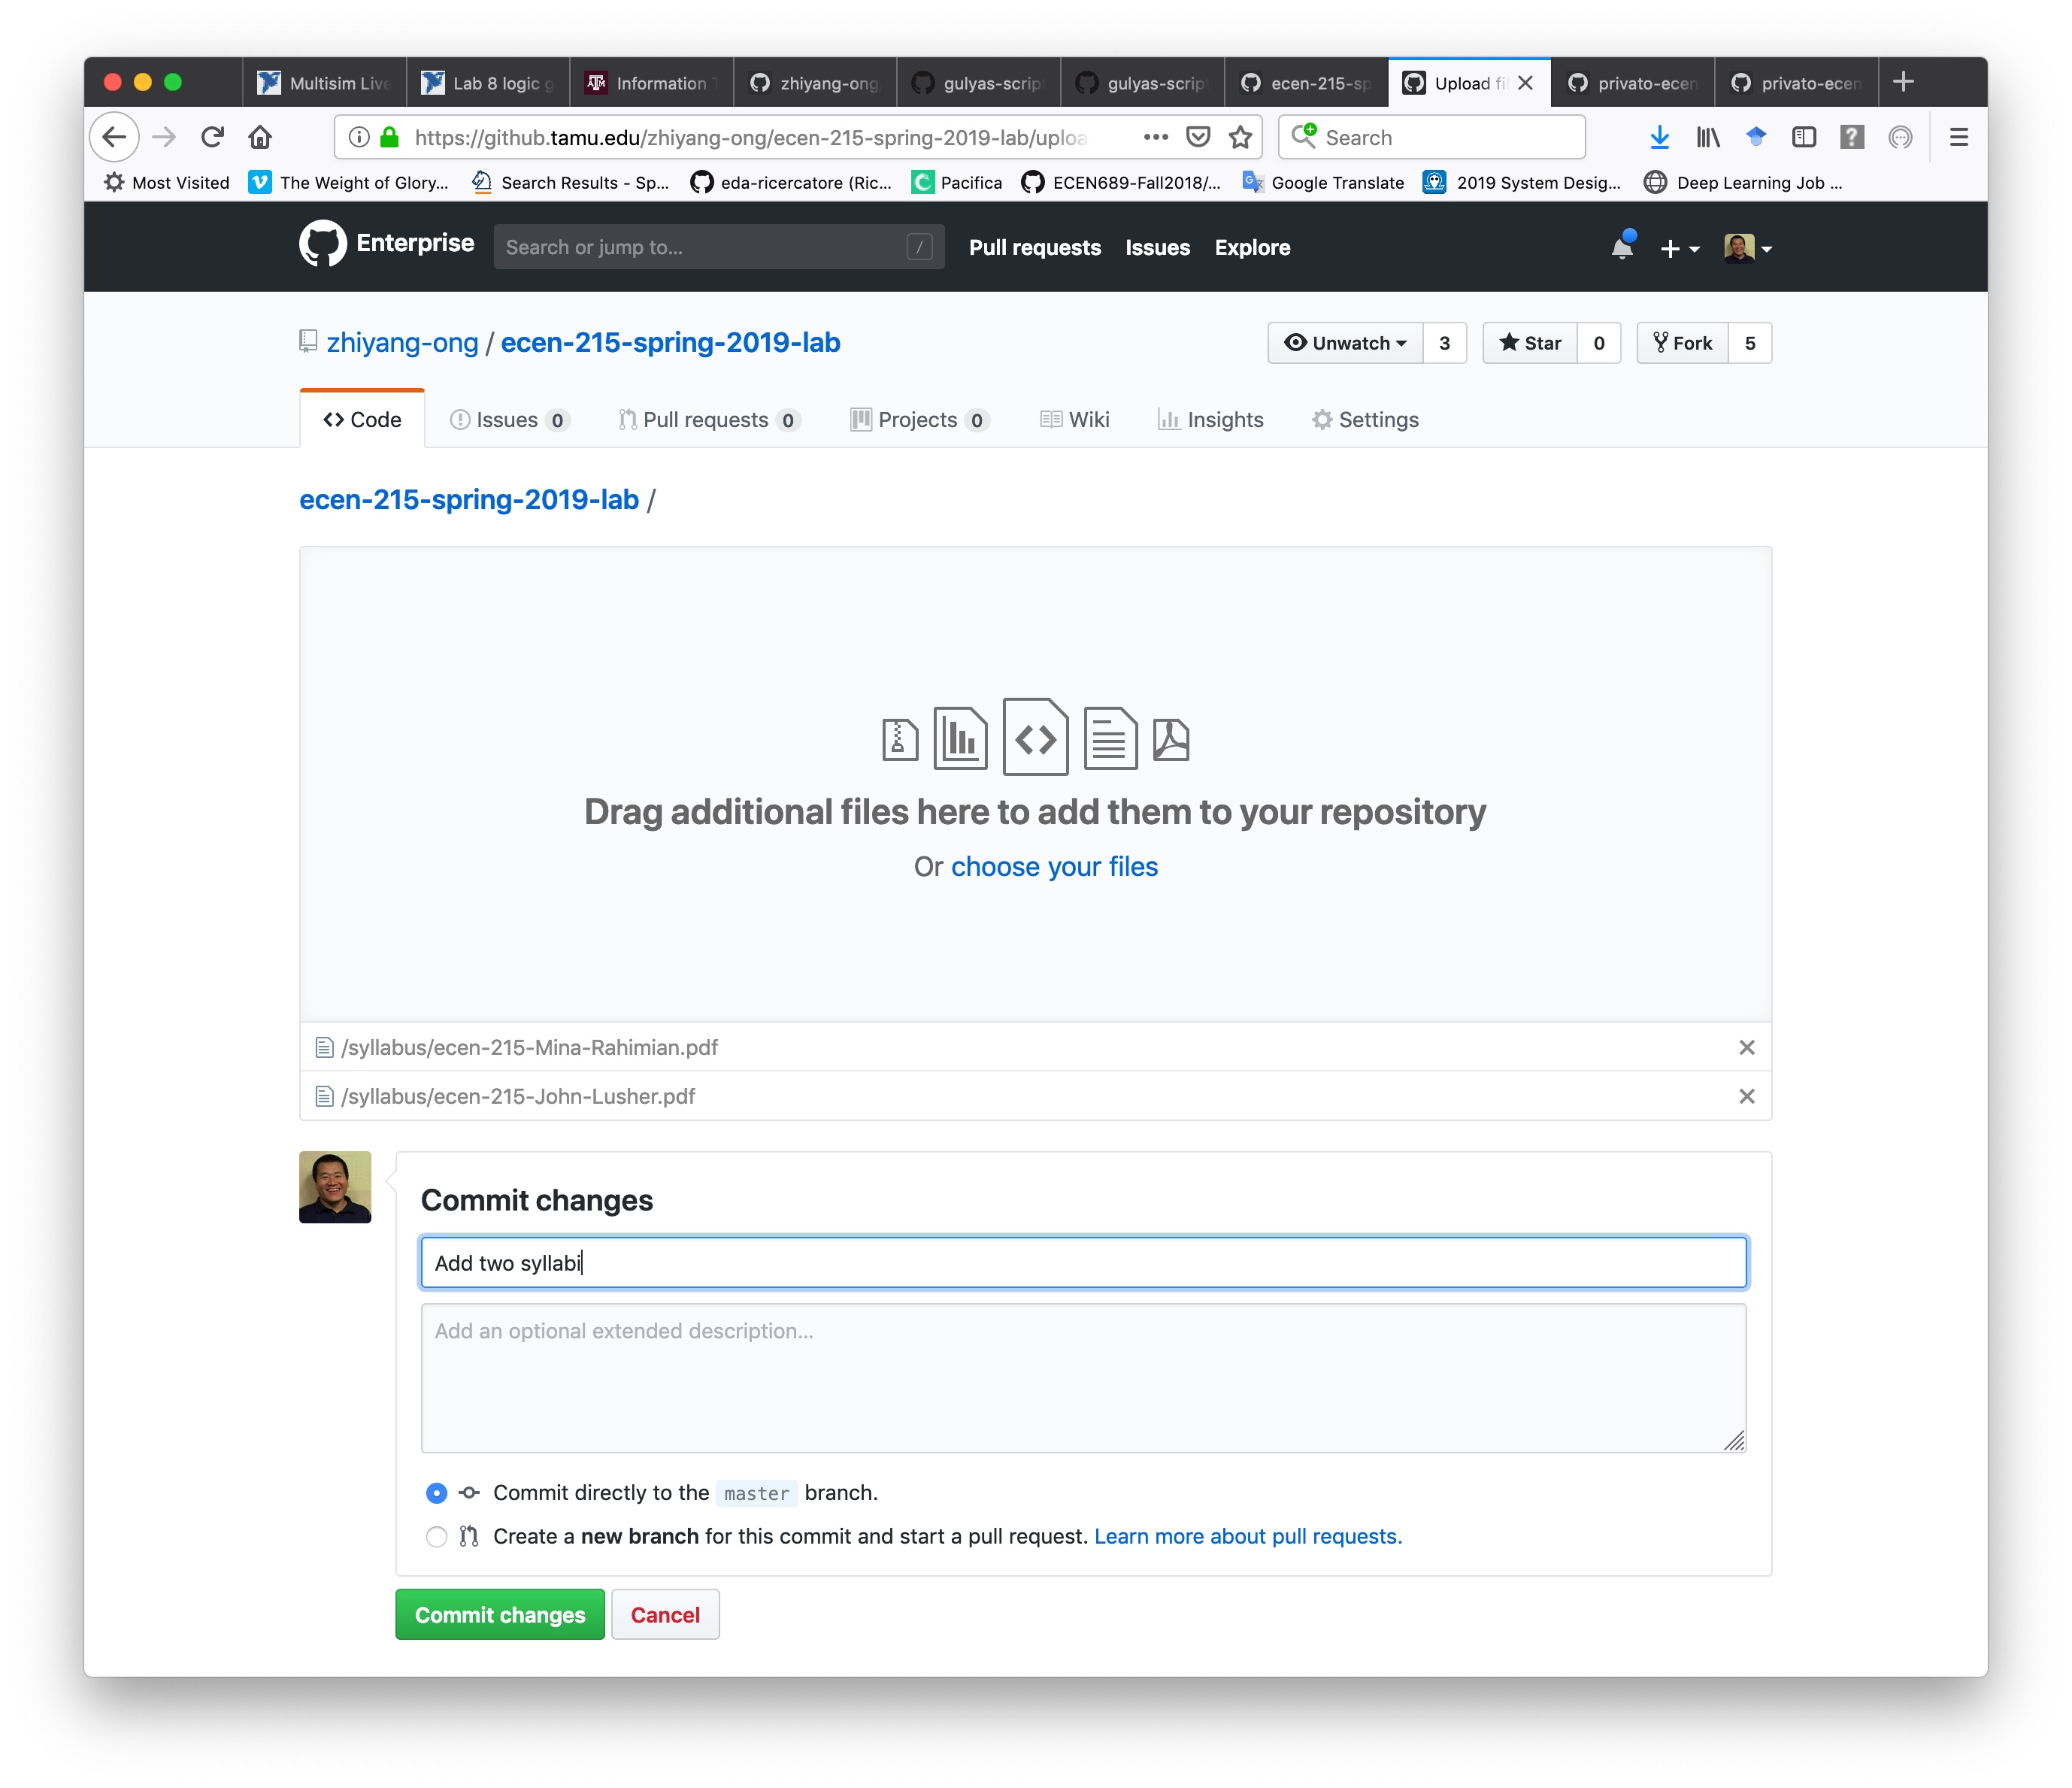 Multisim Live
Lab 8 logic g
Information T
zhiyang-ong
gulyas-scrip
gulyas-scrip
ecen-215-sp
Upload fi
privato-ecen
privato-ecen
https://github.tamu.edu/zhiyang-ong/ecen-215-spring-2019-lab/uploa
Search
Most Visited
The Weight of Glory...
Search Results - Sp...
eda-ricercatore (Ric...
Pacifica
ECEN689-Fall2018/...
Google Translate
2019 System Desig...
Deep Learning Job ...
Enterprise
Search or jump to...
/
Pull requests
Issues
Explore
zhiyang-ong / ecen-215-spring-2019-lab
Unwatch 3
Star 0
Fork 5
Code
Issues 0
Pull requests 0
Projects 0
Wiki
Insights
Settings
ecen-215-spring-2019-lab /
Drag additional files here to add them to your repository
Or choose your files
/syllabus/ecen-215-Mina-Rahimian.pdf
/syllabus/ecen-215-John-Lusher.pdf
Commit changes
Add two syllabi
Add an optional extended description...
Commit directly to the master branch.
Create a new branch for this commit and start a pull request. Learn more about pull requests.
Commit changes
Cancel